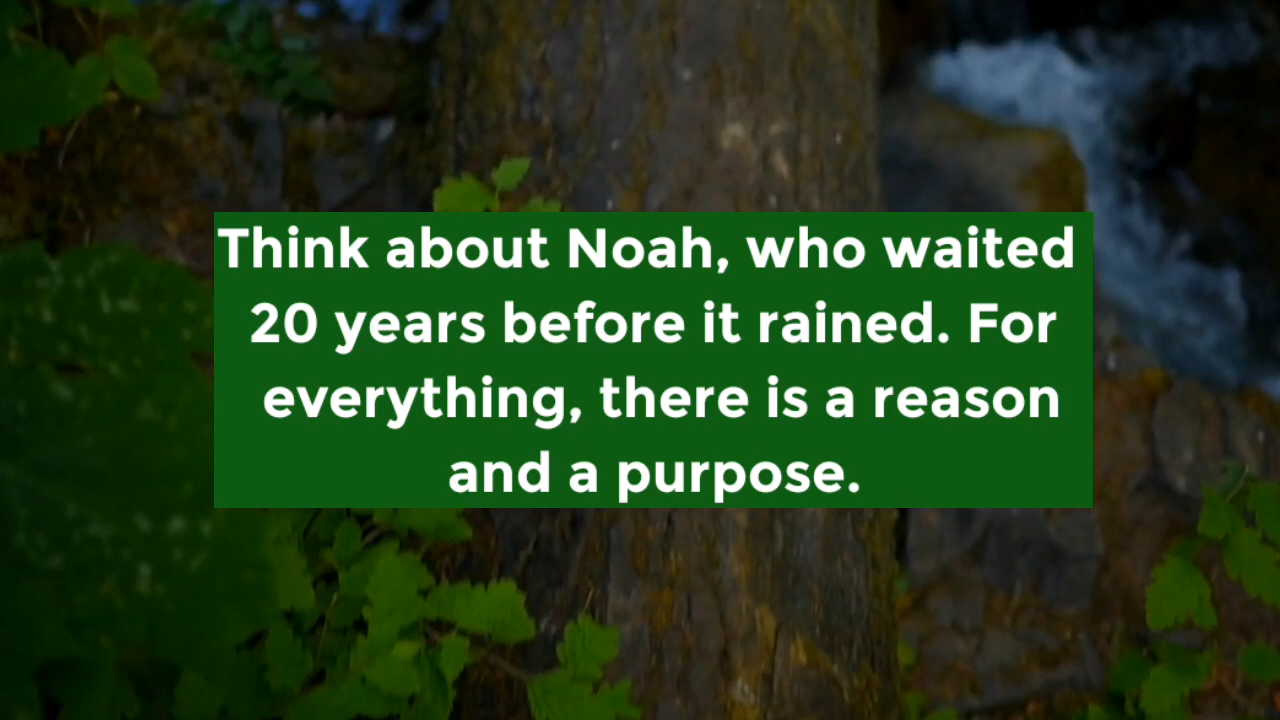 Think about Noah, who waited
20 years before it rained. For
everything, there is a reason
and a purpose.